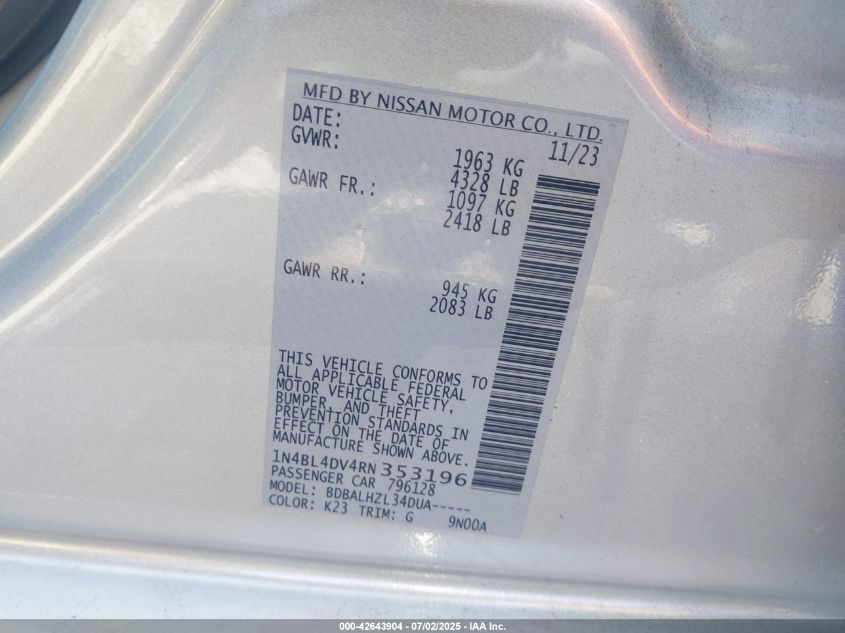 MFD BY NISSAN MOTOR CO., LTD.
DATE: 11/23
GVWR: 1963 KG
4328 LB
GAWR FR.: 1097 KG
2418 LB
GAWR RR.: 945 KG
2083 LB
THIS VEHICLE CONFORMS TO
ALL APPLICABLE FEDERAL
MOTOR VEHICLE SAFETY,
BUMPER, AND THEFT
PREVENTION STANDARDS IN
EFFECT ON THE DATE OF
MANUFACTURE SHOWN ABOVE.
1N4BL4DV4RN353196
PASSENGER CAR 796128
MODEL: BDBALHZL34DUA-----
COLOR: K23 TRIM: G 9N00A
000-42643904 - 07/02/2025 - IAA Inc.